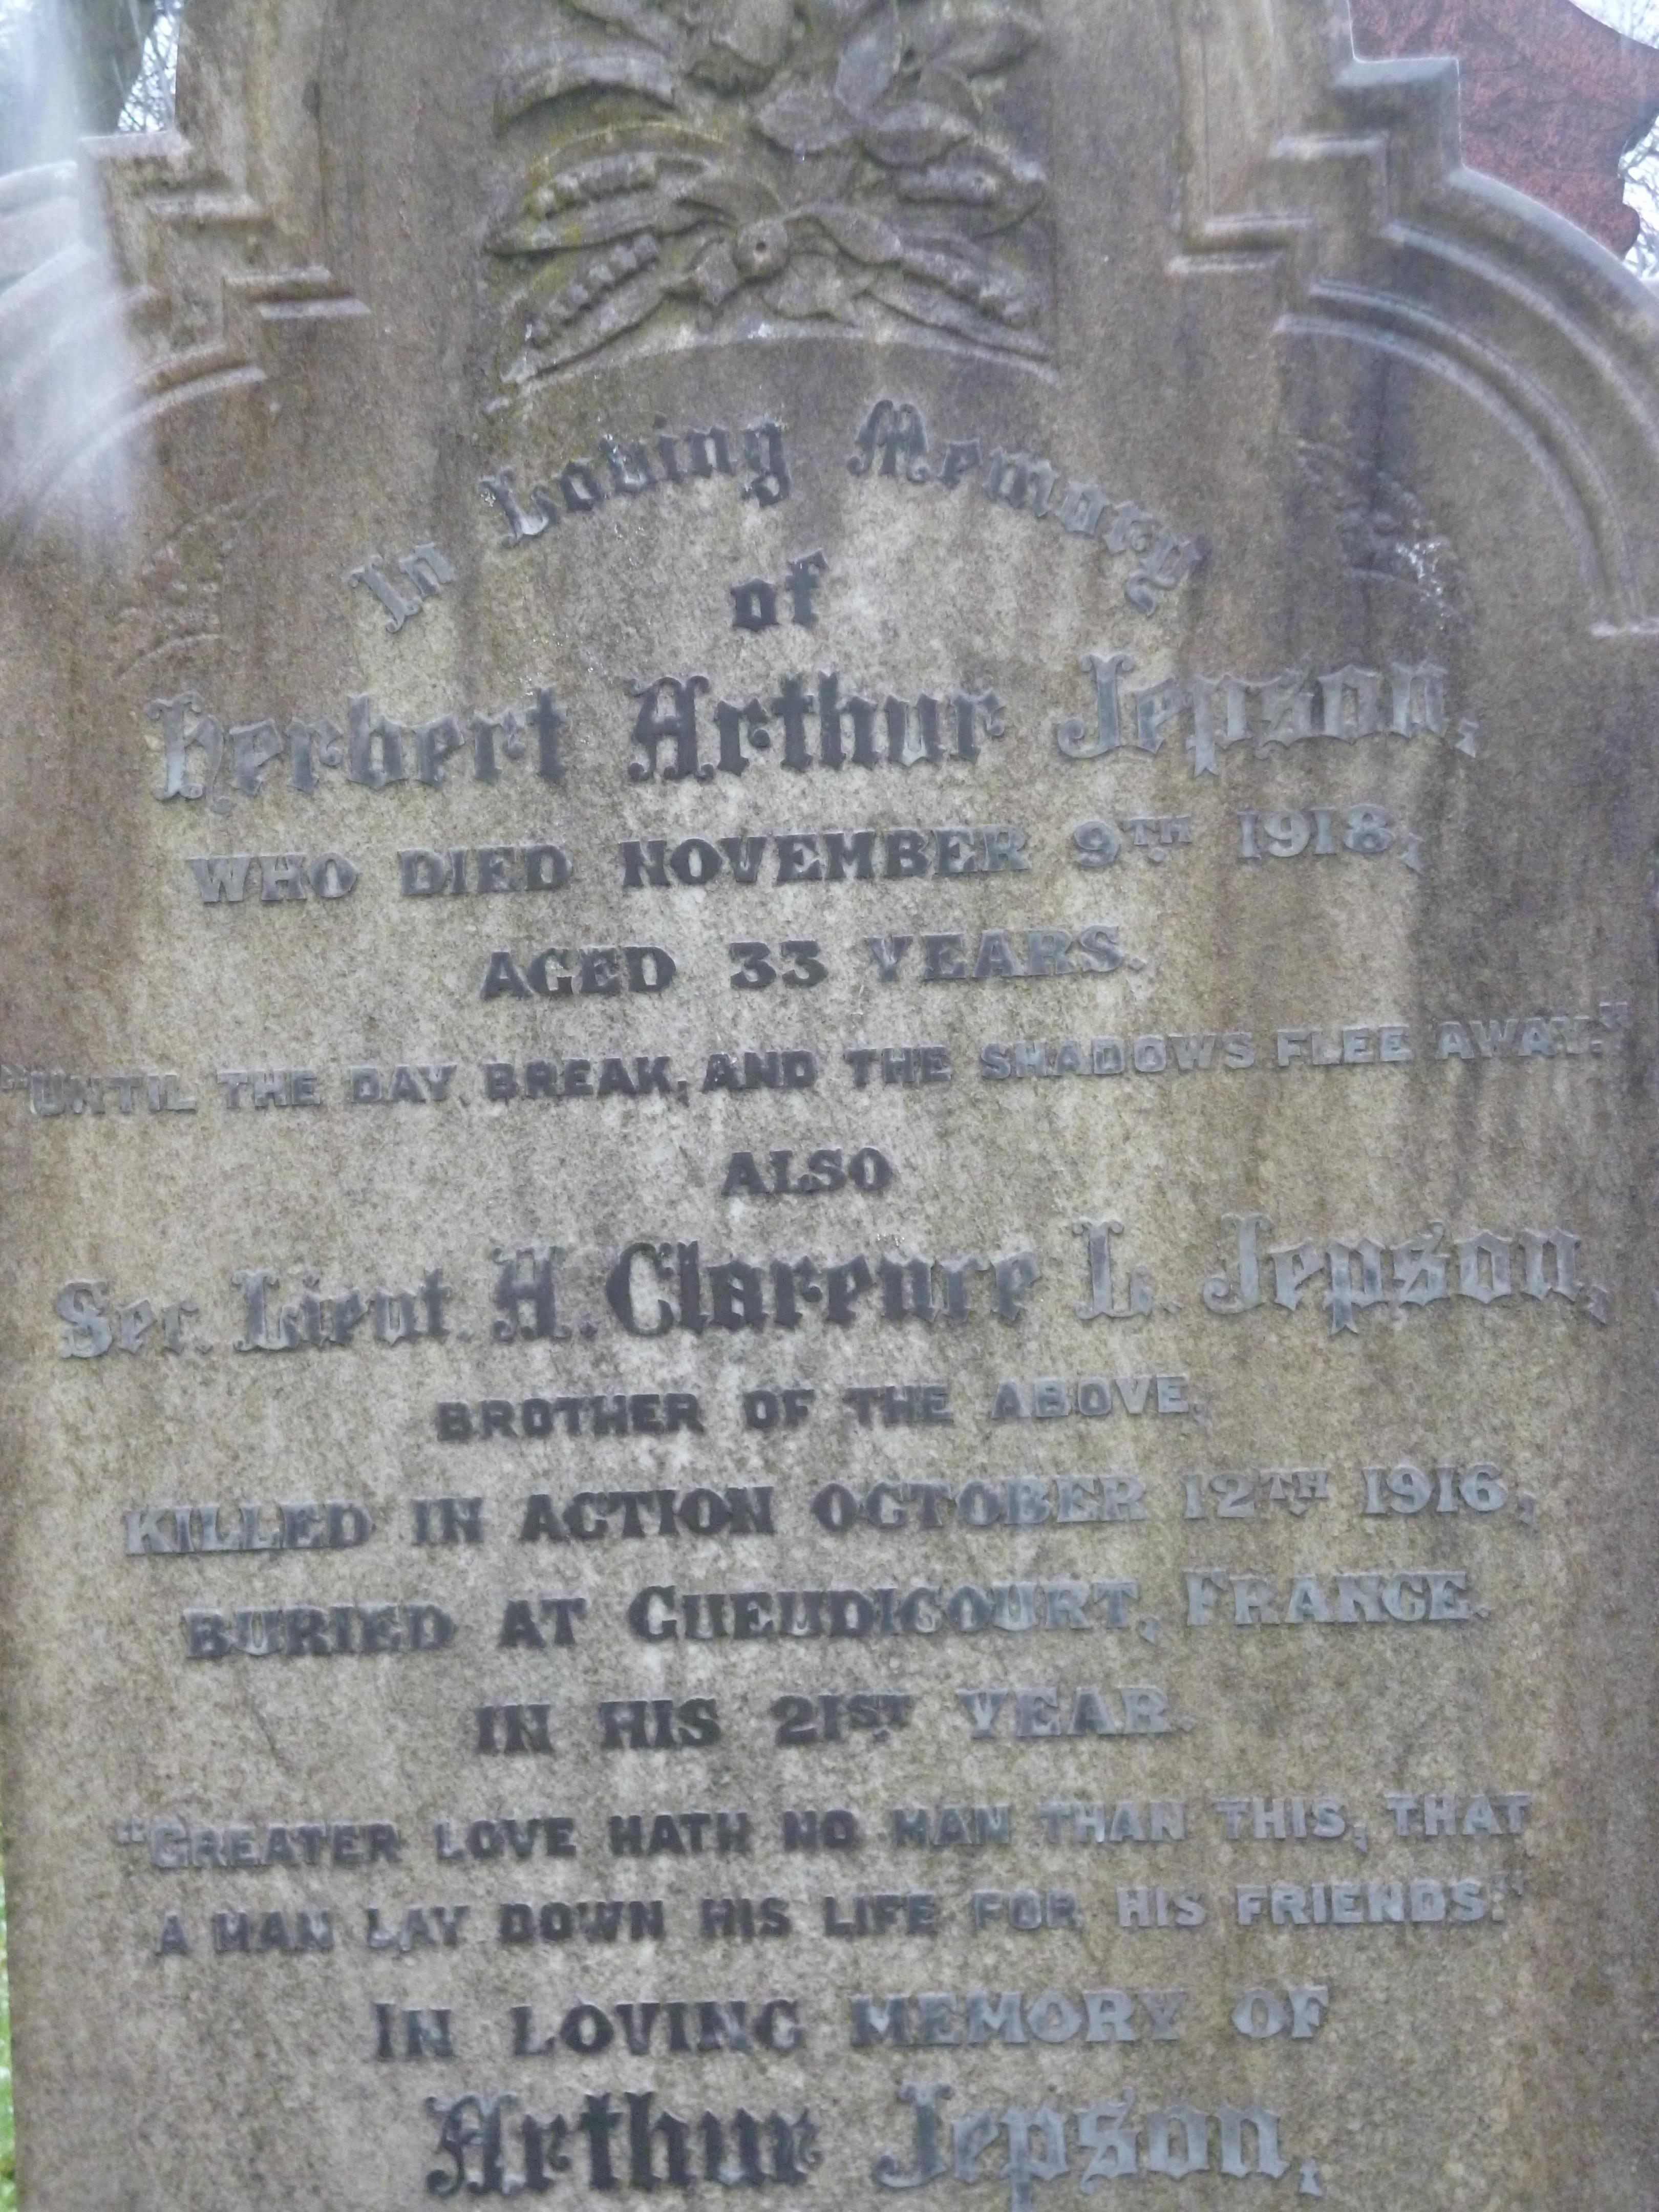 In Loving Memory
of
Herbert Arthur Jepson,
WHO DIED NOVEMBER 9TH 1918,
AGED 33 YEARS.
"UNTIL THE DAY BREAK, AND THE SHADOWS FLEE AWAY."
ALSO
Sec. Lieut. A. Clarence L. Jepson,
BROTHER OF THE ABOVE,
KILLED IN ACTION OCTOBER 12TH 1916,
BURIED AT GUEUDICOURT, FRANCE.
IN HIS 21ST YEAR.
"GREATER LOVE HATH NO MAN THAN THIS, THAT
A MAN LAY DOWN HIS LIFE FOR HIS FRIENDS."
IN LOVING MEMORY OF
Arthur Jepson,